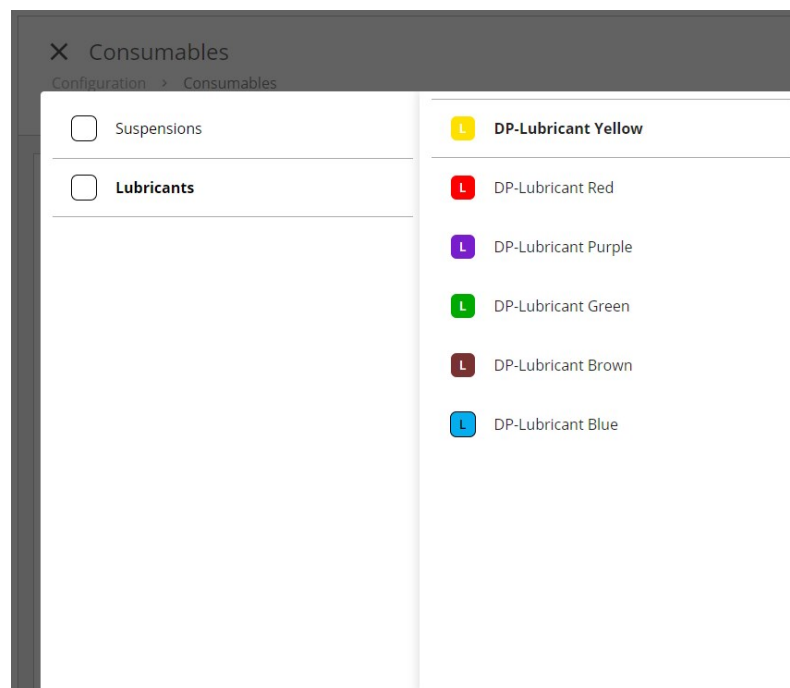 Consumables
Configuration > Consumables
Suspensions
Lubricants
L DP-Lubricant Yellow
L DP-Lubricant Red
L DP-Lubricant Purple
L DP-Lubricant Green
L DP-Lubricant Brown
L DP-Lubricant Blue